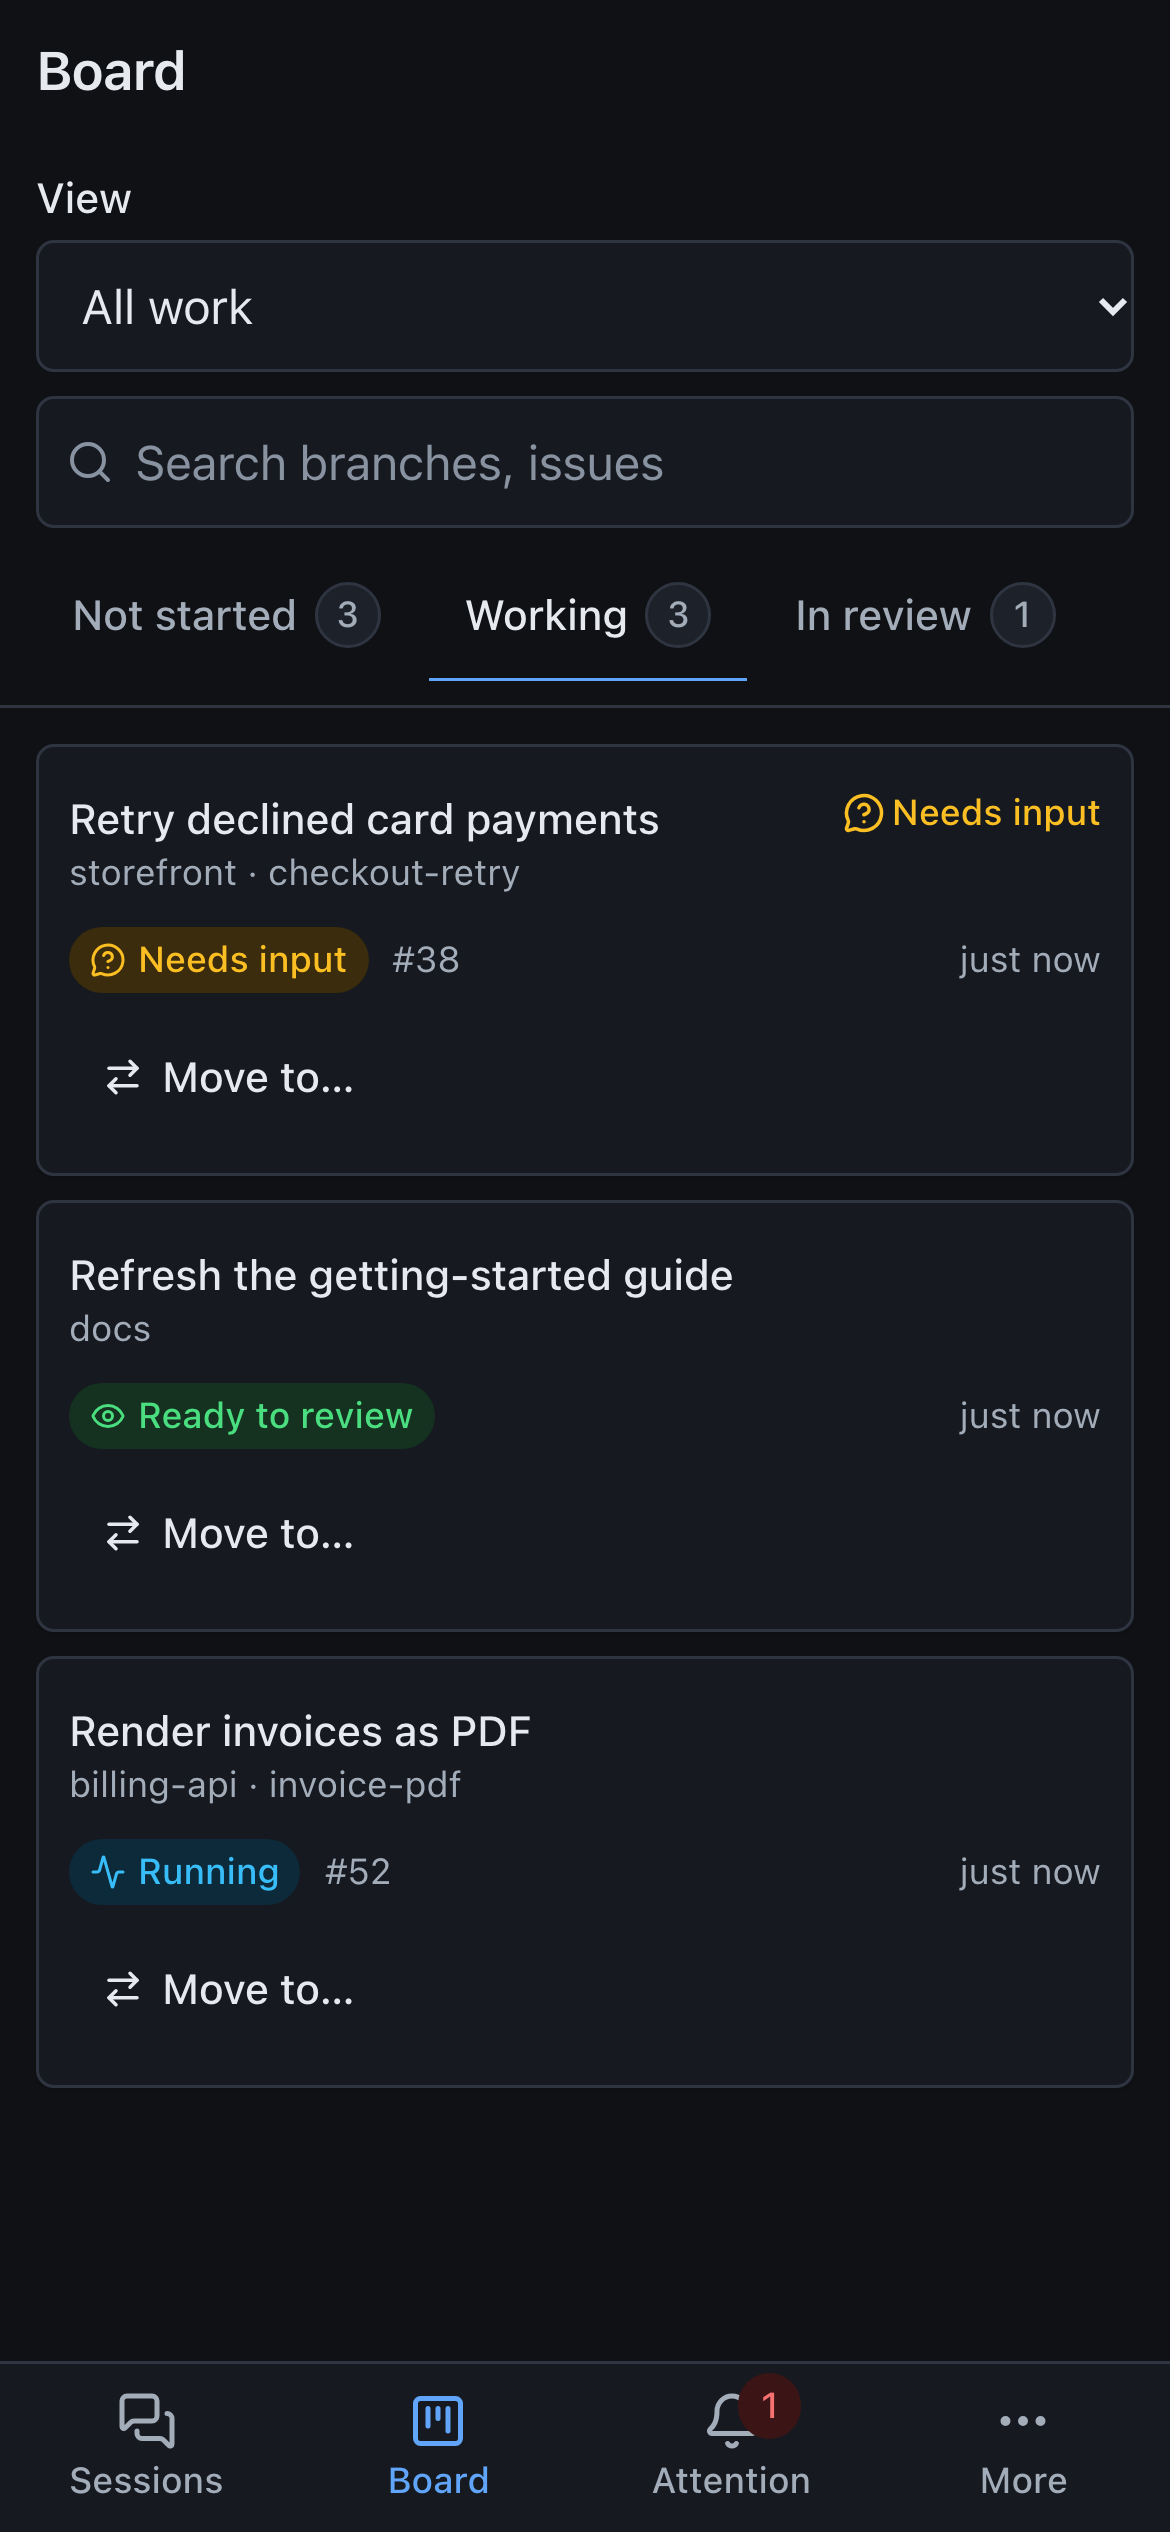 Board
View
All work
Search branches, issues
Not started 3 Working 3 In review 1
Retry declined card payments Needs input
storefront · checkout-retry
Needs input #38 just now
Move to...
Refresh the getting-started guide
docs
Ready to review just now
Move to...
Render invoices as PDF
billing-api · invoice-pdf
Running #52 just now
Move to...
1
Sessions Board Attention More